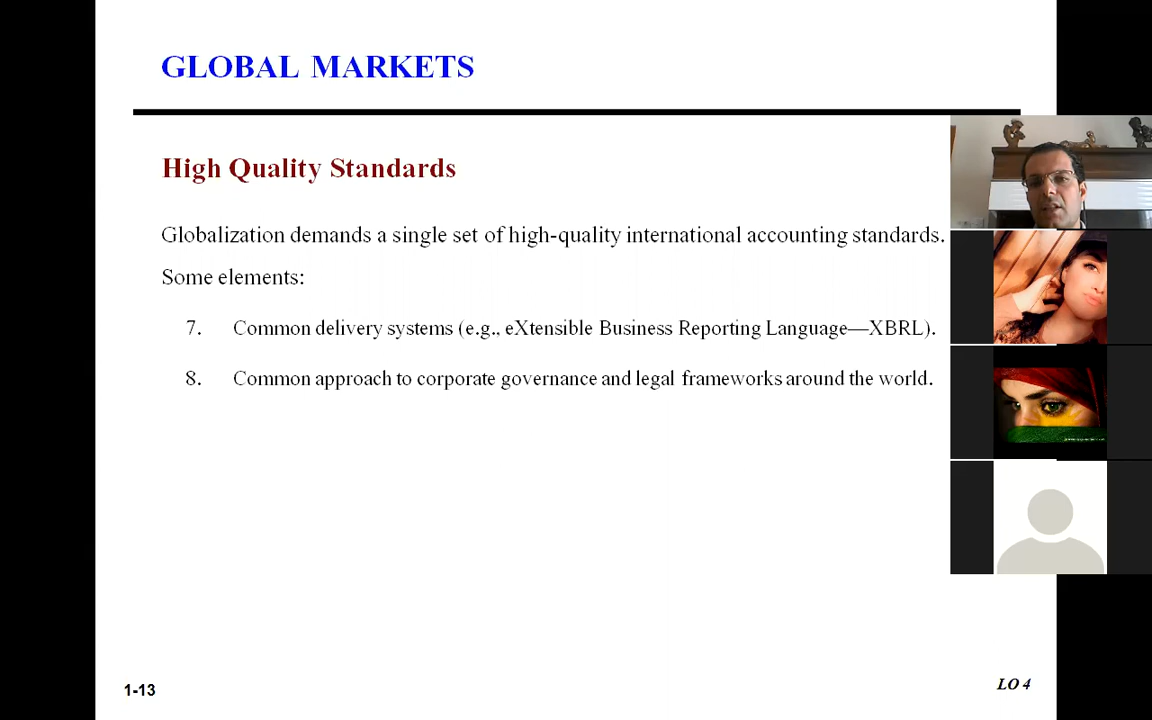 GLOBAL MARKETS
High Quality Standards
Globalization demands a single set of high-quality international accounting standards.
Some elements:
7. Common delivery systems (e.g., eXtensible Business Reporting Language—XBRL).
8. Common approach to corporate governance and legal frameworks around the world.
1-13
LO 4